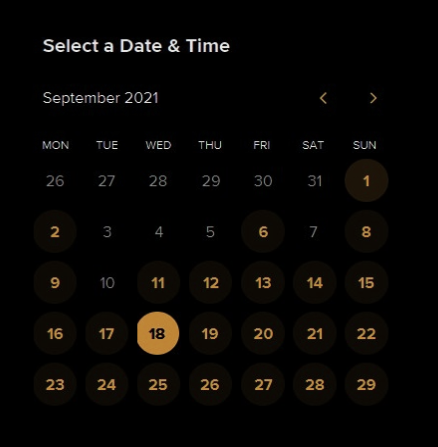 Select a Date & Time
September 2021
MON TUE WED THU FRI SAT SUN
26 27 28 29 30 31 1
2 3 4 5 6 7 8
9 10 11 12 13 14 15
16 17 18 19 20 21 22
23 24 25 26 27 28 29